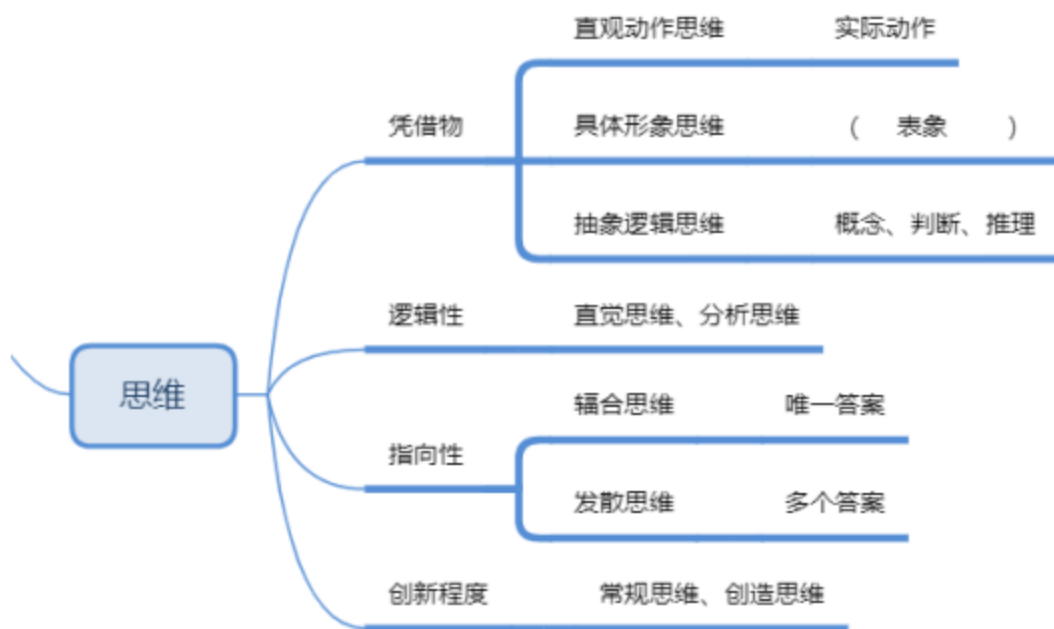 直观动作思维 实际动作
凭借物 具体形象思维 ( 表象 )
抽象逻辑思维 概念、判断、推理
逻辑性 直觉思维、分析思维
思维
辐合思维 唯一答案
指向性
发散思维 多个答案
创新程度 常规思维、创造思维